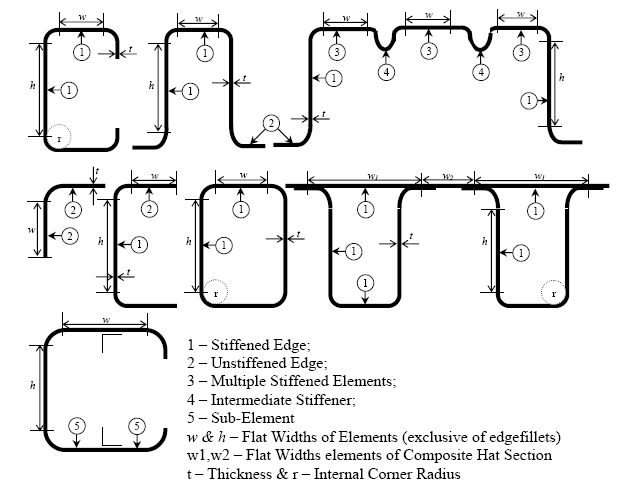 w w w w w
1 1 3 3 3
t
4 4
h h h
1 1 t 1 1
r
2
t
w w w w1 w2 w1
2 2 1 1 1
w 2 h 1 h 1 t 1 t h 1
t r 1 r
w
h
5 5
1 – Stiffened Edge;
2 – Unstiffened Edge;
3 – Multiple Stiffened Elements;
4 – Intermediate Stiffener;
5 – Sub-Element
w & h – Flat Widths of Elements (exclusive of edgefillets)
w1,w2 – Flat Widths elements of Composite Hat Section
t – Thickness & r – Internal Corner Radius